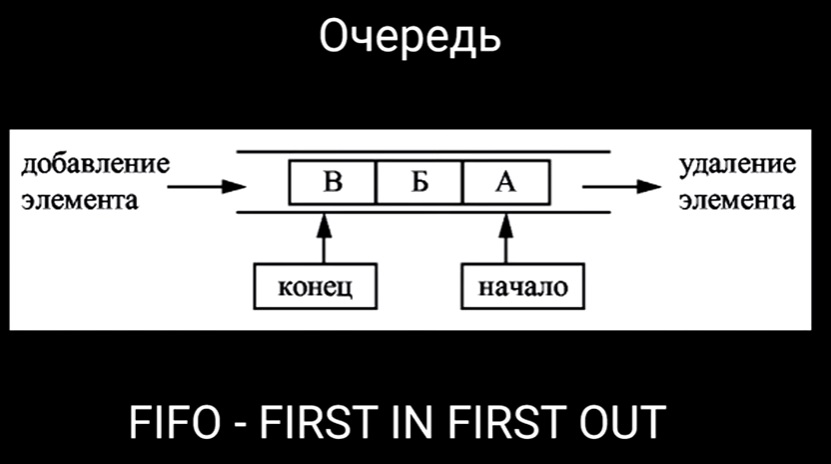 Очередь
добавление
элемента
В Б А
удаление
элемента
конец
начало
FIFO - FIRST IN FIRST OUT